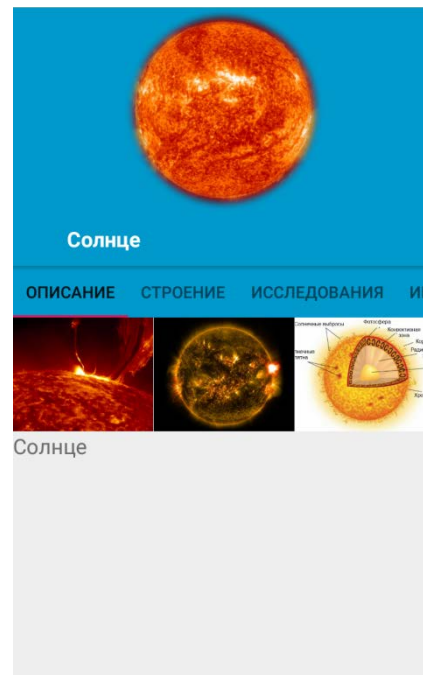 Солнце
ОПИСАНИЕ СТРОЕНИЕ ИССЛЕДОВАНИЯ
Солнечные выбросы
Фотосфера
Конвективная
зона
Солнце